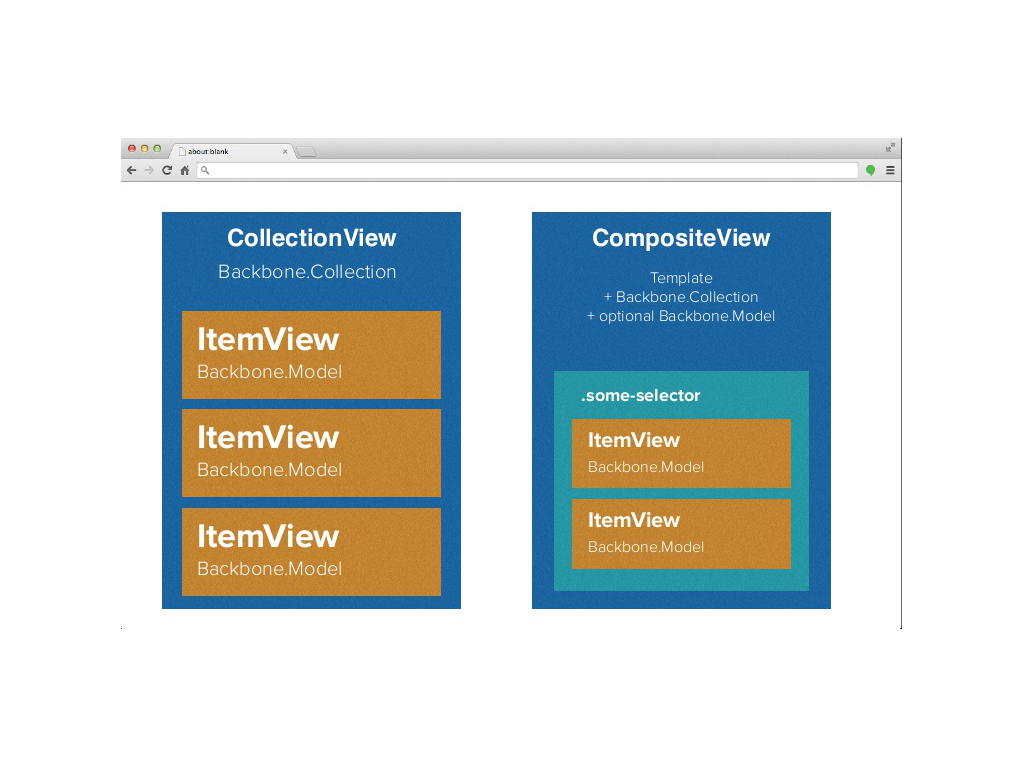 about:blank
CollectionView
Backbone.Collection
ItemView
Backbone.Model
ItemView
Backbone.Model
ItemView
Backbone.Model
CompositeView
Template
+ Backbone.Collection
+ optional Backbone.Model
.some-selector
ItemView
Backbone.Model
ItemView
Backbone.Model